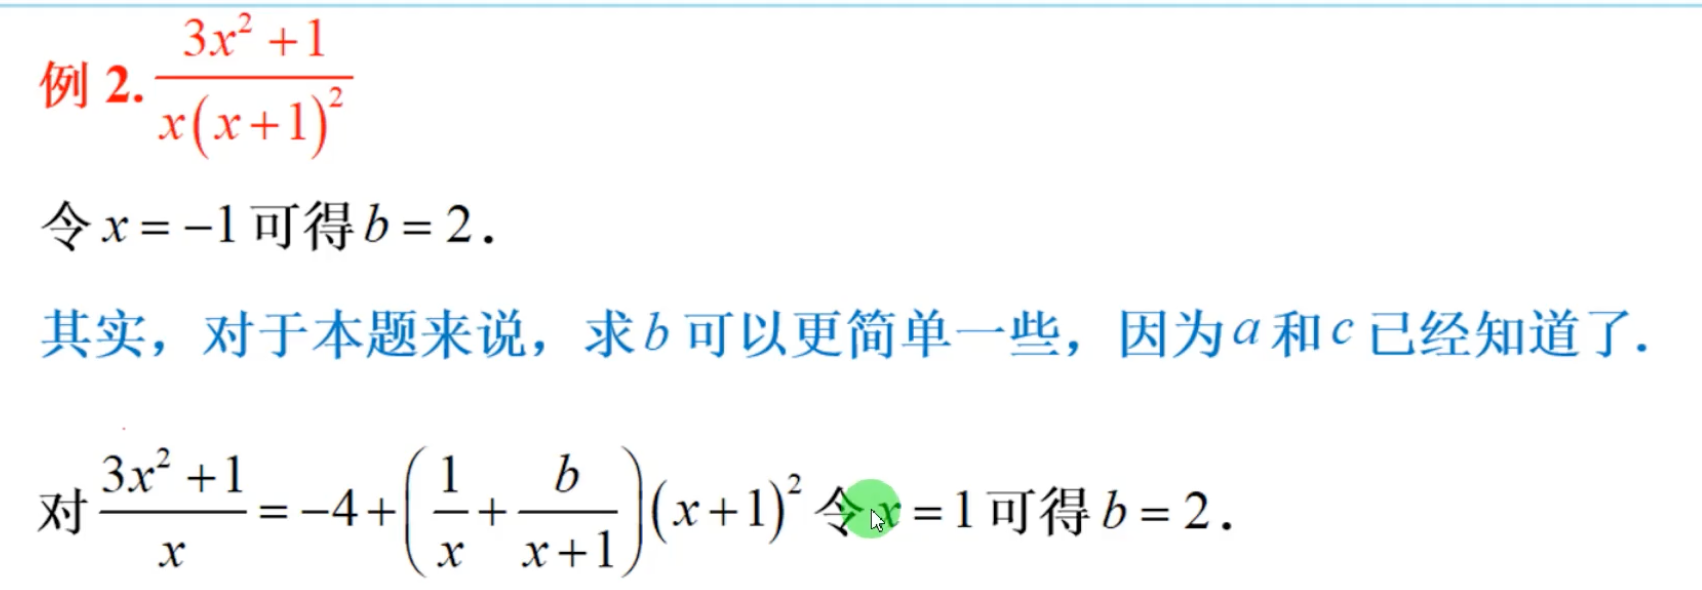 例 2. \frac{3x^2+1}{x(x+1)^2}
令 x = −1 可得 b = 2 .
其实，对于本题来说，求 b 可以更简单一些，因为 a 和 c 已经知道了.
对 \frac{3x^2+1}{x} = −4 + \left( \frac{1}{x} + \frac{b}{x+1} \right) (x+1)^2 令 x = 1 可得 b = 2 .